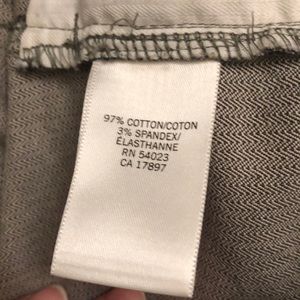 97% COTTON/COTON
3% SPANDEX/
ÉLASTHANNE
RN 54023
CA 17897